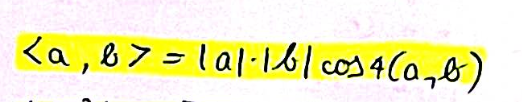 <a, b> = |a|·|b| cos∢(a, b)